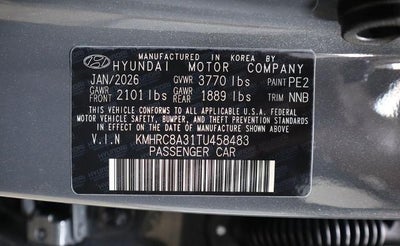 MANUFACTURED IN KOREA BY
HYUNDAI MOTOR COMPANY
JAN/2026 GVWR 3770 lbs PAINT PE2
GAWR FRONT 2101 lbs GAWR REAR 1889 lbs TRIM NNB
THIS VEHICLE CONFORMS TO ALL APPLICABLE U.S.A. FEDERAL
MOTOR VEHICLE SAFETY, BUMPER, AND THEFT PREVENTION STANDARDS
IN EFFECT ON THE DATE OF MANUFACTURE SHOWN ABOVE.
V.I.N KMHRC8A31TU458483
PASSENGER CAR